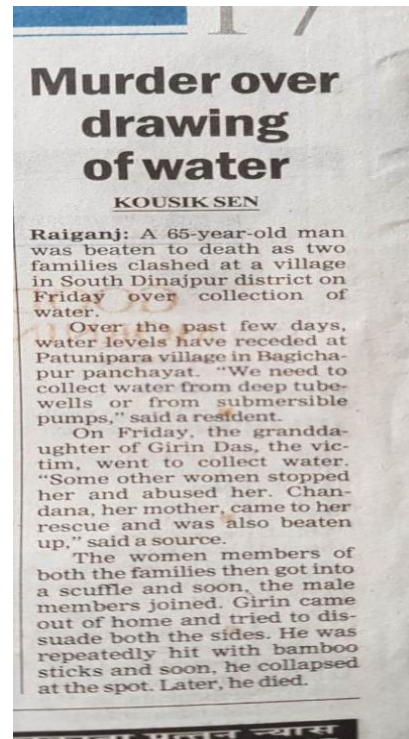 17
Murder over
drawing
of water
KOUSIK SEN
Raiganj: A 65-year-old man
was beaten to death as two
families clashed at a village
in South Dinajpur district on
Friday over collection of
water.
Over the past few days,
water levels have receded at
Patunipara village in Bagicha-
pur panchayat. “We need to
collect water from deep tube-
wells or from submersible
pumps,” said a resident.
On Friday, the grandda-
ughter of Girin Das, the vic-
tim, went to collect water.
“Some other women stopped
her and abused her. Chan-
dana, her mother, came to her
rescue and was also beaten
up,” said a source.
The women members of
both the families then got into
a scuffle and soon, the male
members joined. Girin came
out of home and tried to dis-
suade both the sides. He was
repeatedly hit with bamboo
sticks and soon, he collapsed
at the spot. Later, he died.